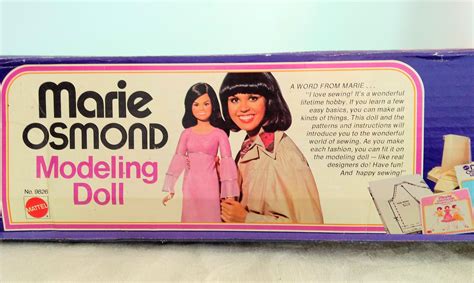 Marie
OSMOND
Modeling
Doll
No. 9826
MATTEL
A WORD FROM MARIE . . .
"I love sewing! It's a wonderful
lifetime hobby. If you learn a few
easy basics, you can make all
kinds of things. This doll and the
patterns and instructions will
introduce you to the wonderful
world of sewing. As you make
each fashion, you can fit it on
the modeling doll — like real
designers do! Have fun!
And happy sewing!"